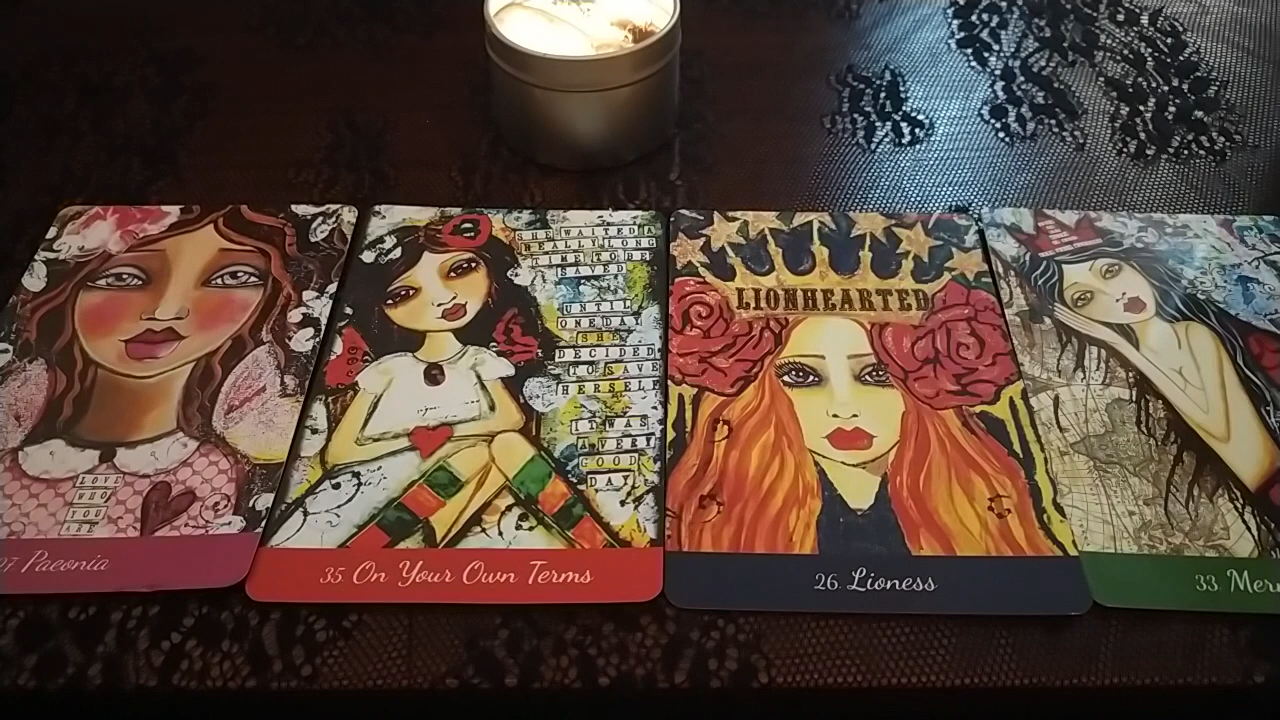 LOVE
WHO
YOU
ARE
27 Paeonia
SHE WAITED A
REALLY LONG
TIME TO BE
SAVED
UNTIL
ONE DAY
SHE
DECIDED
TO SAVE
HERSELF
IT WAS
A VERY
GOOD
DAY
35. On Your Own Terms
LIONHEARTED
26. Lioness
33. Mer